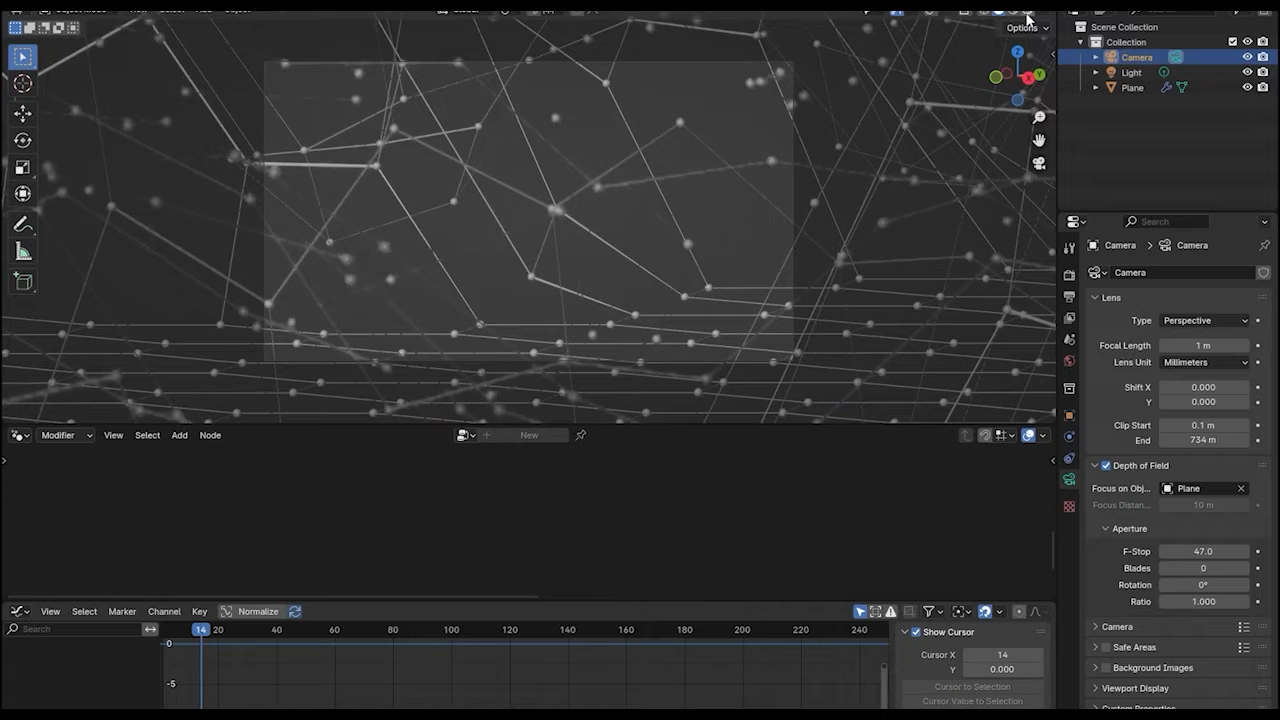 Options
Scene Collection
Collection
Camera
Light
Plane
Search
Camera > Camera
Camera
Lens
Type Perspective
Focal Length 1 m
Lens Unit Millimeters
Shift X 0.000
Y 0.000
Clip Start 0.1 m
End 734 m
Depth of Field
Focus on Obj... Plane
Focus Distan... 10 m
Aperture
F-Stop 47.0
Blades 0
Rotation 0°
Ratio 1.000
Camera
Safe Areas
Background Images
Viewport Display
Modifier View Select Add Node New
View Select Marker Channel Key Normalize
Search
14 20 40 60 80 100 120 140 160 180 200 220 240
0
-5
Show Cursor
Cursor X 14
Y 0.000
Cursor to Selection
Cursor Value to Selection
X
Y
Z